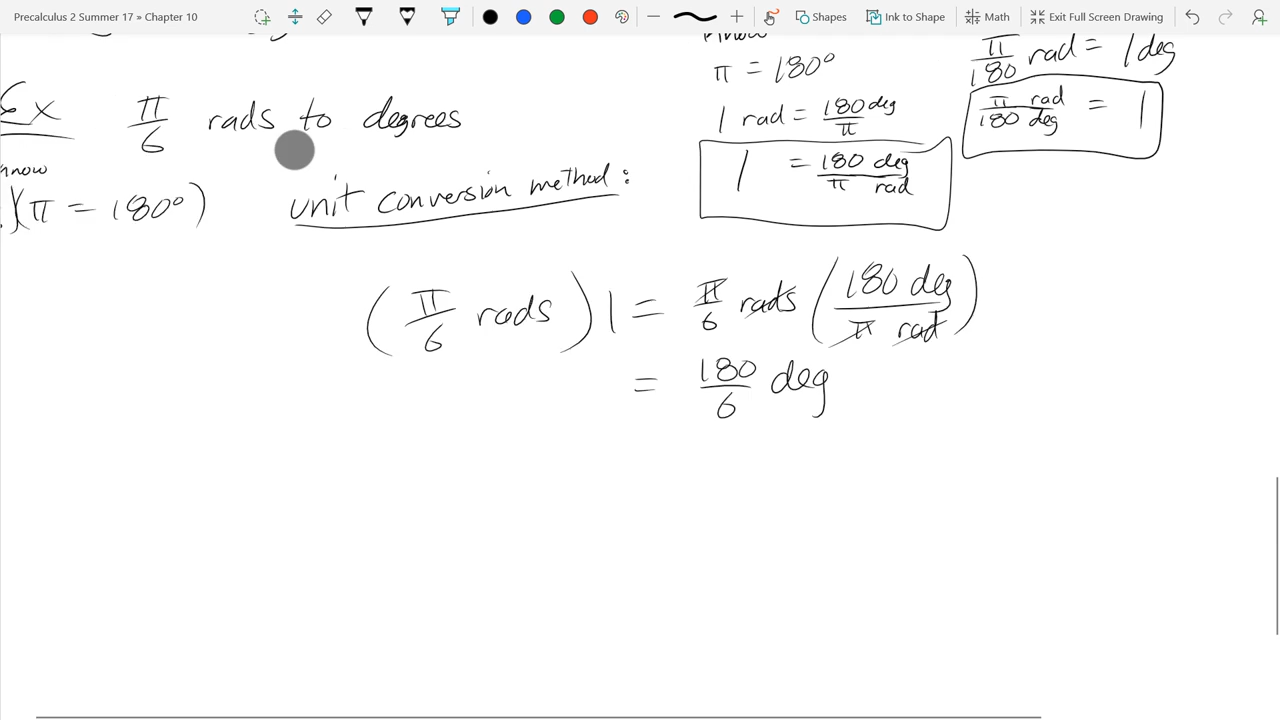 Precalculus 2 Summer 17 » Chapter 10
Shapes
Ink to Shape
Math
Exit Full Screen Drawing
Ex π/6 rads to degrees
know
(π = 180°)
unit conversion method:
know
π = 180°
1 rad = 180 deg/π
1 = 180 deg/π rad
π/180 rad = 1 deg
π rad/180 deg = 1
(π/6 rads) 1 = π/6 rads (180 deg/π rad)
= 180/6 deg